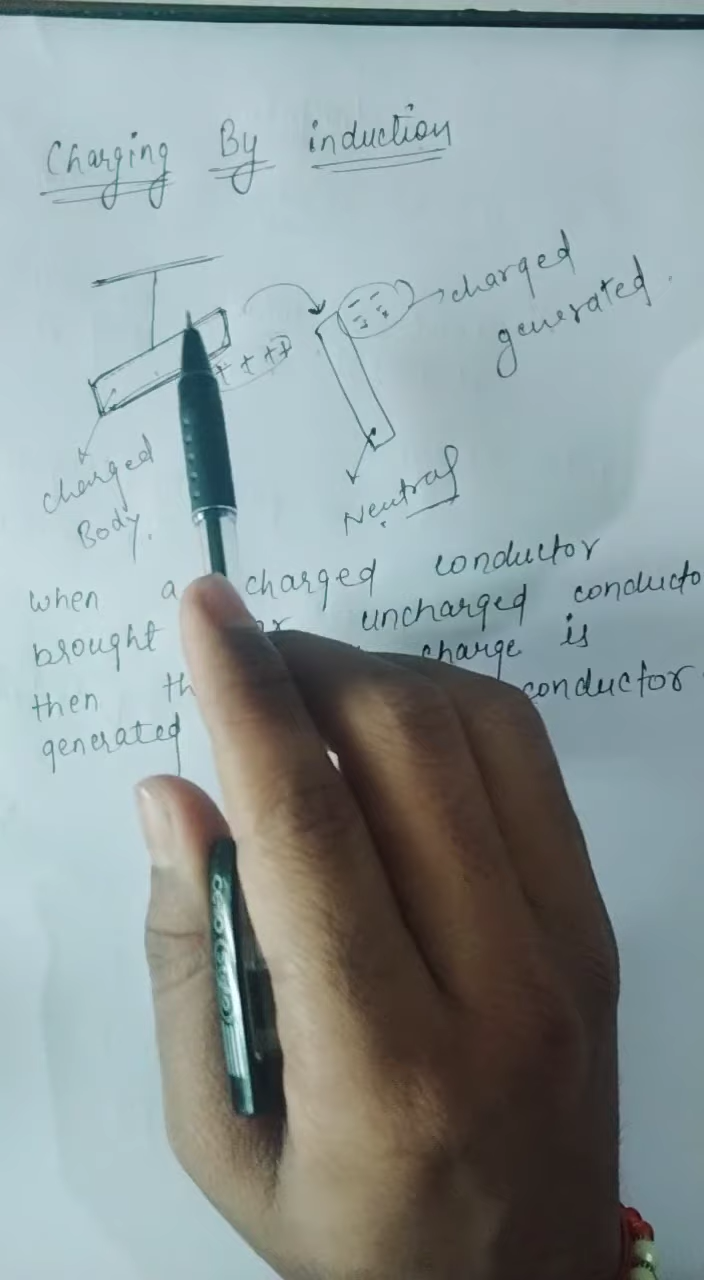 Charging By induction
charged
generated.
+ + + +
- -
- -
- -
charged
Body.
Neutral
when a charged conductor
brought uncharged conducto
then charge is
generated conductor